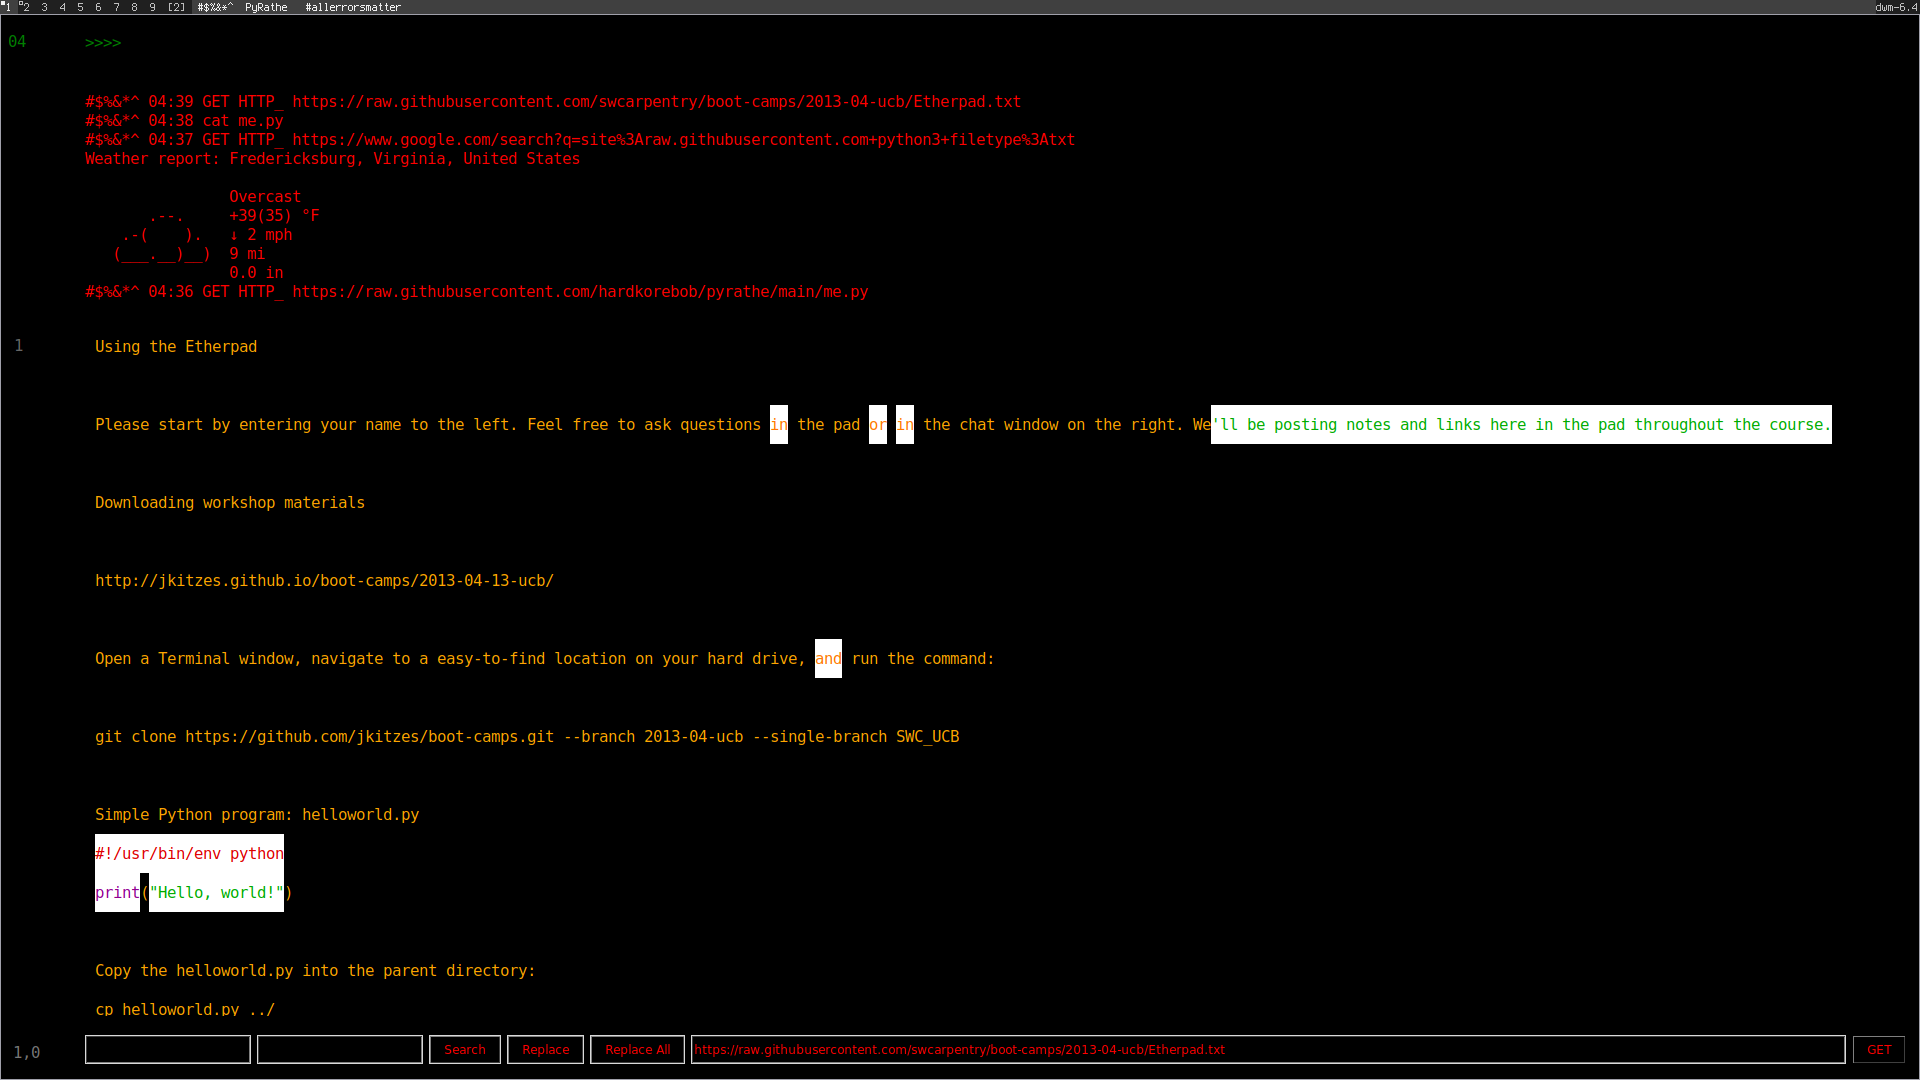 1 2 3 4 5 6 7 8 9 [2] #$%&*^ PyRathe #allerrorsmatter dwm-6.4
04 >>>>
#$%&*^ 04:39 GET HTTP_ https://raw.githubusercontent.com/swcarpentry/boot-camps/2013-04-ucb/Etherpad.txt
#$%&*^ 04:38 cat me.py
#$%&*^ 04:37 GET HTTP_ https://www.google.com/search?q=site%3Araw.githubusercontent.com+python3+filetype%3Atxt
Weather report: Fredericksburg, Virginia, United States
Overcast
.--. +39(35) °F
.-(    ). ↓ 2 mph
(___.__)__) 9 mi
0.0 in
#$%&*^ 04:36 GET HTTP_ https://raw.githubusercontent.com/hardkorebob/pyrathe/main/me.py
1 Using the Etherpad
Please start by entering your name to the left. Feel free to ask questions in the pad or in the chat window on the right. We'll be posting notes and links here in the pad throughout the course.
Downloading workshop materials
http://jkitzes.github.io/boot-camps/2013-04-13-ucb/
Open a Terminal window, navigate to a easy-to-find location on your hard drive, and run the command:
git clone https://github.com/jkitzes/boot-camps.git --branch 2013-04-ucb --single-branch SWC_UCB
Simple Python program: helloworld.py
#!/usr/bin/env python
print("Hello, world!")
Copy the helloworld.py into the parent directory:
cp helloworld.py ../
1,0 Search Replace Replace All https://raw.githubusercontent.com/swcarpentry/boot-camps/2013-04-ucb/Etherpad.txt GET